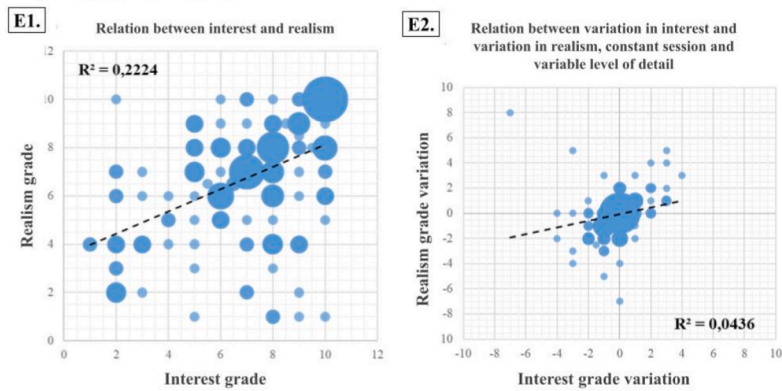 E1.
Relation between interest and realism
R² = 0,2224
12
10
8
6
4
2
0
0 2 4 6 8 10 12
Realism grade
Interest grade
E2.
Relation between variation in interest and
variation in realism, constant session and
variable level of detail
10
8
6
4
2
0
-2
-4
6
8
10
-10 -8 -6 -4 -2 0 2 4 6 8 10
R² = 0,0436
Realism grade variation
Interest grade variation